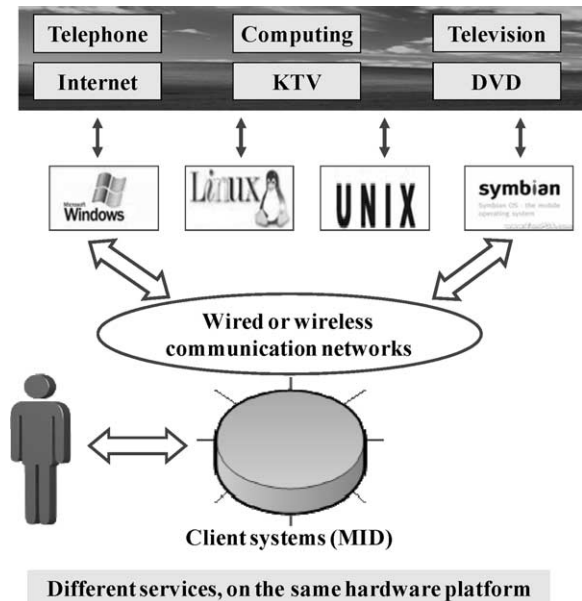 Telephone
Computing
Television
Internet
KTV
DVD
Microsoft
Windows
Linux
UNIX
symbian
Symbian OS - the mobile
operating system
Wired or wireless
communication networks
Client systems (MID)
Different services, on the same hardware platform